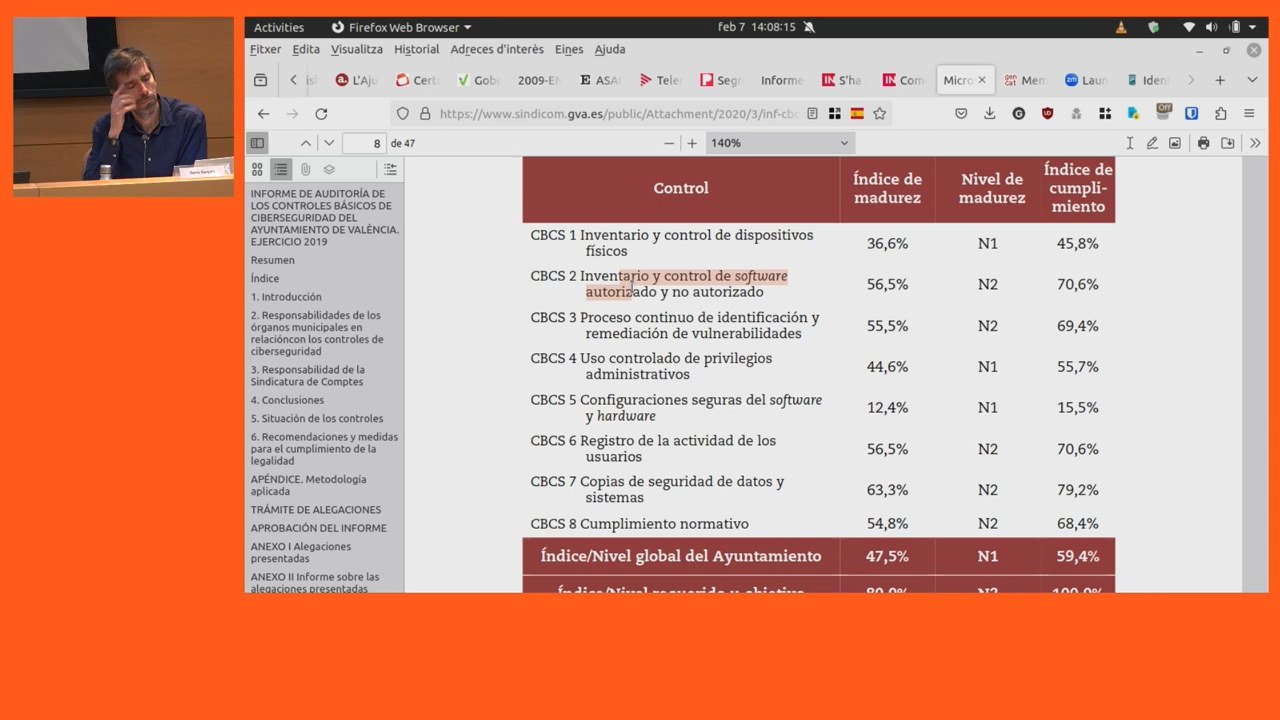 Activities
Firefox Web Browser
feb 7 14:08:15
Fitxer Edita Visualitza Historial Adreces d'interès Eines Ajuda
L'Aju
Certi
Gobe
2009-EN
ASAC
Telen
Segn
Informe
S'ha
Com
Micro
Mem
Laun
Iden
https://www.sindicom.gva.es/public/Attachment/2020/3/inf-cbc
Off
8 de 47
140%
INFORME DE AUDITORÍA DE
LOS CONTROLES BÁSICOS DE
CIBERSEGURIDAD DEL
AYUNTAMIENTO DE VALÈNCIA.
EJERCICIO 2019
Resumen
Índice
1. Introducción
2. Responsabilidades de los
órganos municipales en
relacióncon los controles de
ciberseguridad
3. Responsabilidad de la
Sindicatura de Comptes
4. Conclusiones
5. Situación de los controles
6. Recomendaciones y medidas
para el cumplimiento de la
legalidad
APÉNDICE. Metodología
aplicada
TRÁMITE DE ALEGACIONES
APROBACIÓN DEL INFORME
ANEXO I Alegaciones
presentadas
ANEXO II Informe sobre las
alegaciones presentadas
Control
Índice de
madurez
Nivel de
madurez
Índice de
cumpli-
miento
CBCS 1 Inventario y control de dispositivos
físicos
36,6% N1 45,8%
CBCS 2 Inventario y control de software
autorizado y no autorizado
56,5% N2 70,6%
CBCS 3 Proceso continuo de identificación y
remediación de vulnerabilidades
55,5% N2 69,4%
CBCS 4 Uso controlado de privilegios
administrativos
44,6% N1 55,7%
CBCS 5 Configuraciones seguras del software
y hardware
12,4% N1 15,5%
CBCS 6 Registro de la actividad de los
usuarios
56,5% N2 70,6%
CBCS 7 Copias de seguridad de datos y
sistemas
63,3% N2 79,2%
CBCS 8 Cumplimiento normativo 54,8% N2 68,4%
Índice/Nivel global del Ayuntamiento 47,5% N1 59,4%